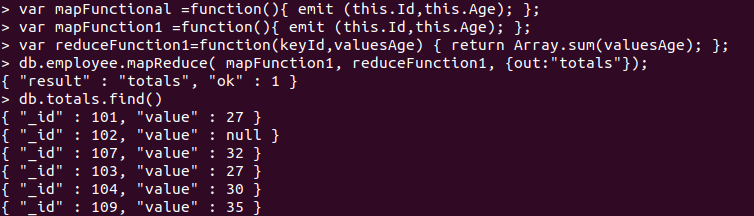 > var mapFunctional =function(){ emit (this.Id,this.Age); };
> var mapFunction1 =function(){ emit (this.Id,this.Age); };
> var reduceFunction1=function(keyId,valuesAge) { return Array.sum(valuesAge); };
> db.employee.mapReduce( mapFunction1, reduceFunction1, {out:"totals"});
{ "result" : "totals", "ok" : 1 }
> db.totals.find()
{ "_id" : 101, "value" : 27 }
{ "_id" : 102, "value" : null }
{ "_id" : 107, "value" : 32 }
{ "_id" : 103, "value" : 27 }
{ "_id" : 104, "value" : 30 }
{ "_id" : 109, "value" : 35 }